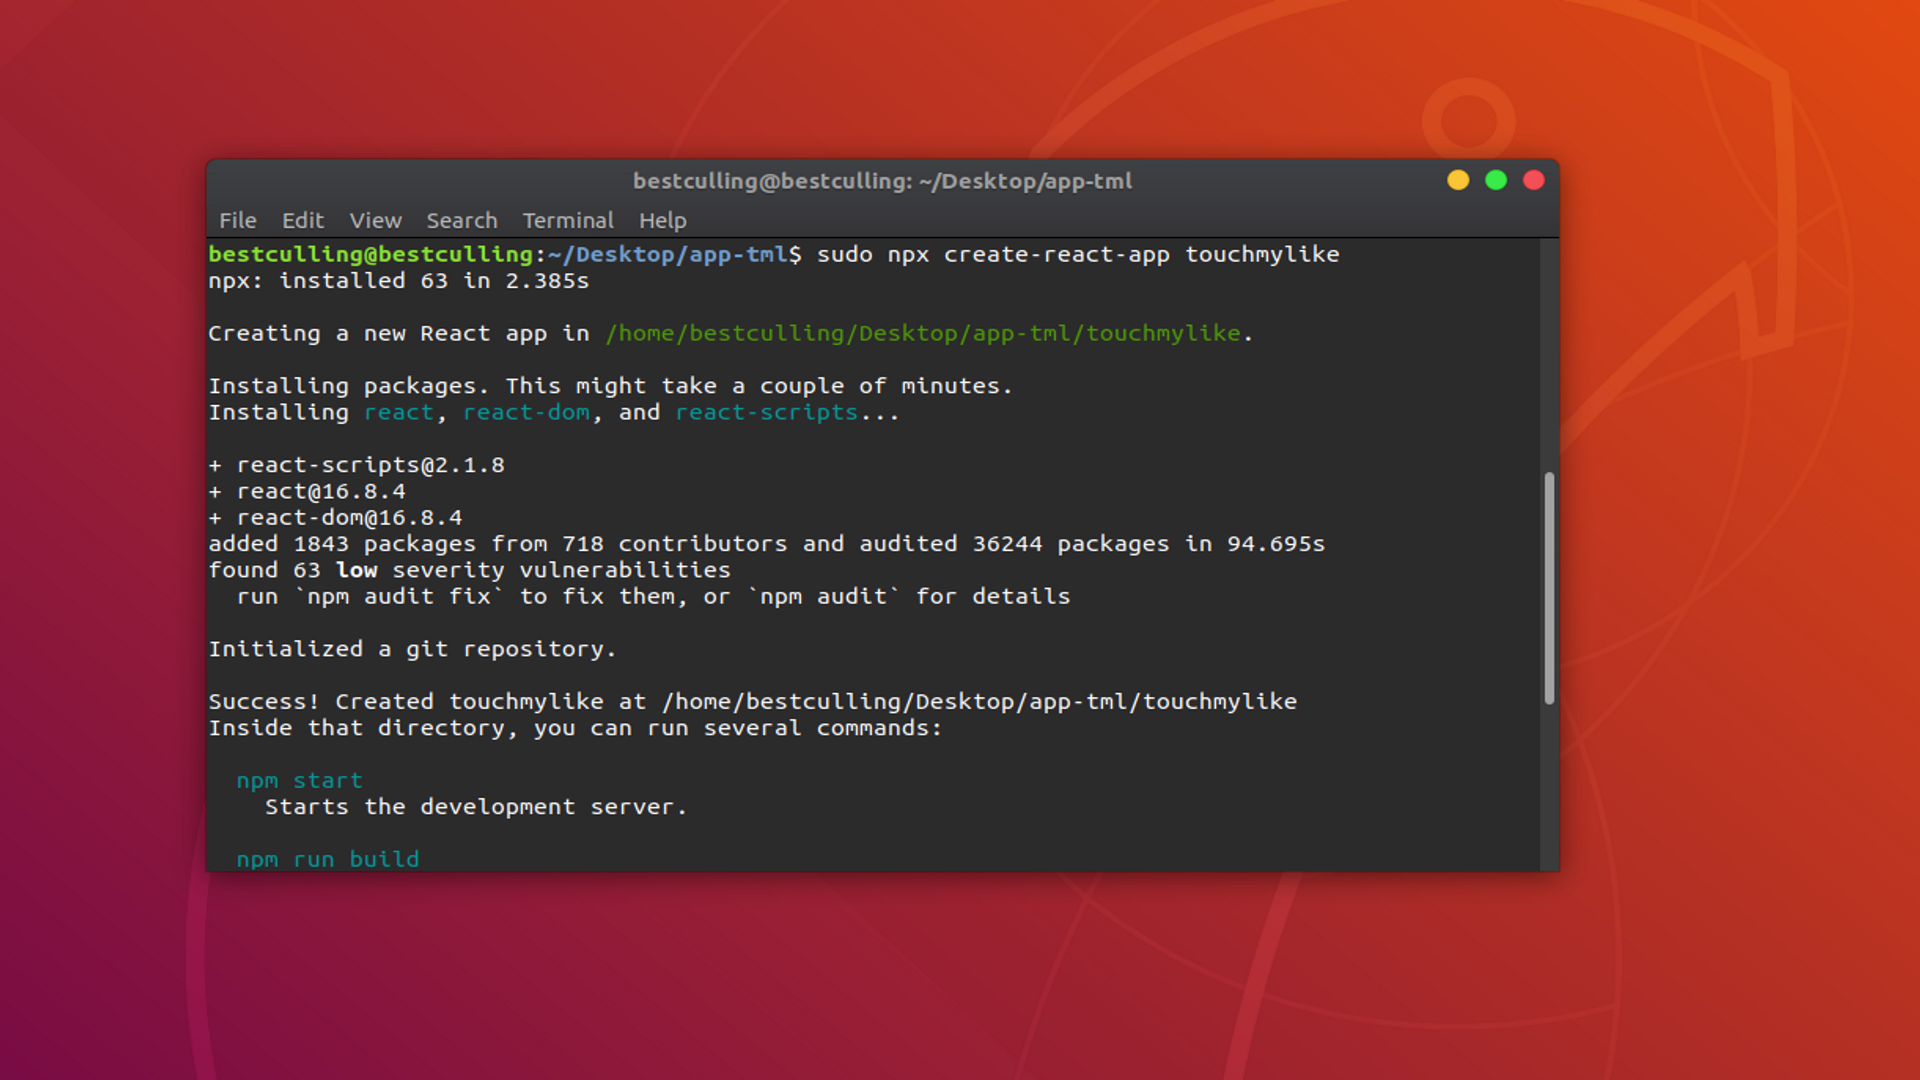 bestculling@bestculling: ~/Desktop/app-tml
File Edit View Search Terminal Help
bestculling@bestculling:~/Desktop/app-tml$ sudo npx create-react-app touchmylike
npx: installed 63 in 2.385s
Creating a new React app in /home/bestculling/Desktop/app-tml/touchmylike.
Installing packages. This might take a couple of minutes.
Installing react, react-dom, and react-scripts...
+ react-scripts@2.1.8
+ react@16.8.4
+ react-dom@16.8.4
added 1843 packages from 718 contributors and audited 36244 packages in 94.695s
found 63 low severity vulnerabilities
  run `npm audit fix` to fix them, or `npm audit` for details
Initialized a git repository.
Success! Created touchmylike at /home/bestculling/Desktop/app-tml/touchmylike
Inside that directory, you can run several commands:
  npm start
    Starts the development server.
  npm run build